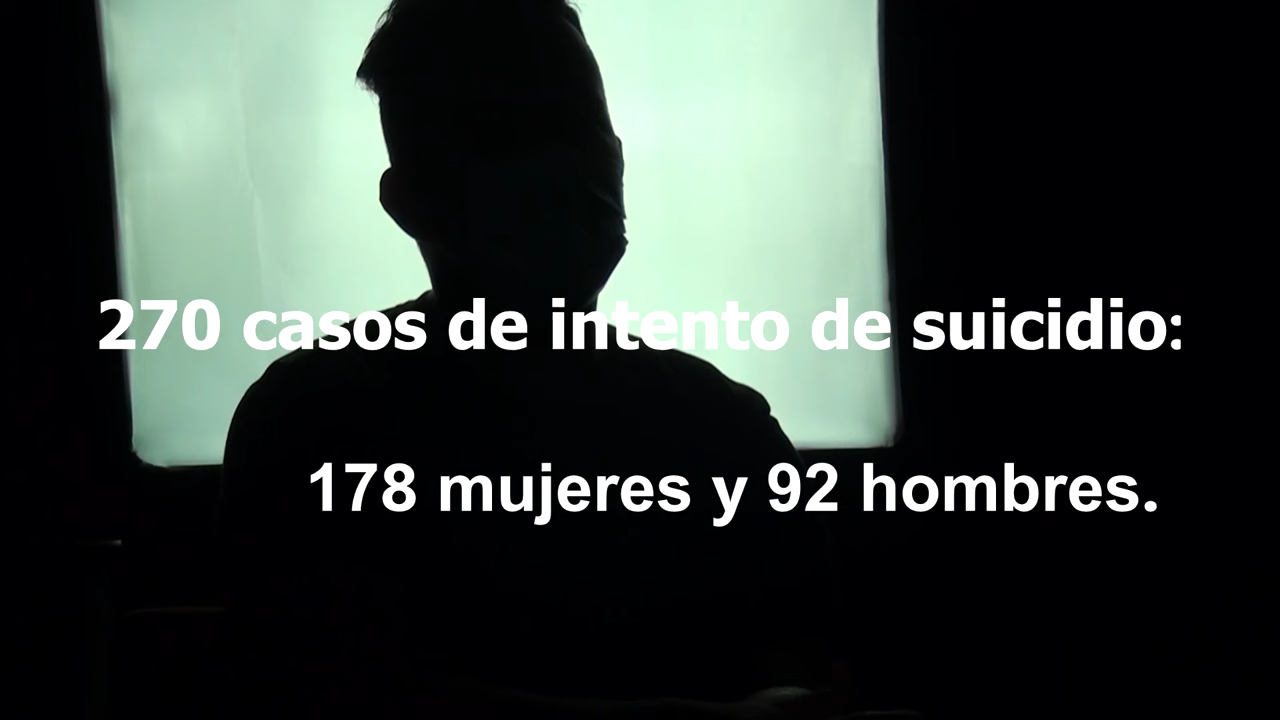 270 casos de intento de suicidio:
178 mujeres y 92 hombres.